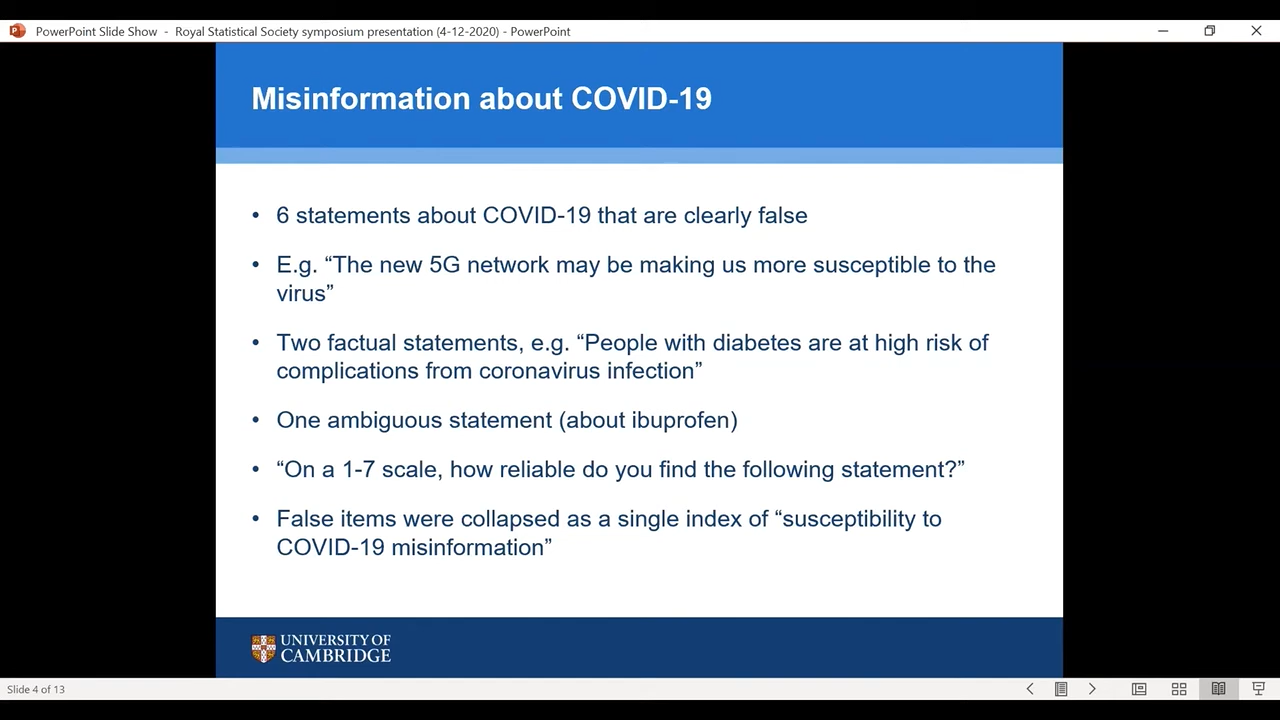 PowerPoint Slide Show - Royal Statistical Society symposium presentation (4-12-2020) - PowerPoint
Misinformation about COVID-19
• 6 statements about COVID-19 that are clearly false
• E.g. “The new 5G network may be making us more susceptible to the
virus”
• Two factual statements, e.g. “People with diabetes are at high risk of
complications from coronavirus infection”
• One ambiguous statement (about ibuprofen)
• “On a 1-7 scale, how reliable do you find the following statement?”
• False items were collapsed as a single index of “susceptibility to
COVID-19 misinformation”
UNIVERSITY OF
CAMBRIDGE
Slide 4 of 13